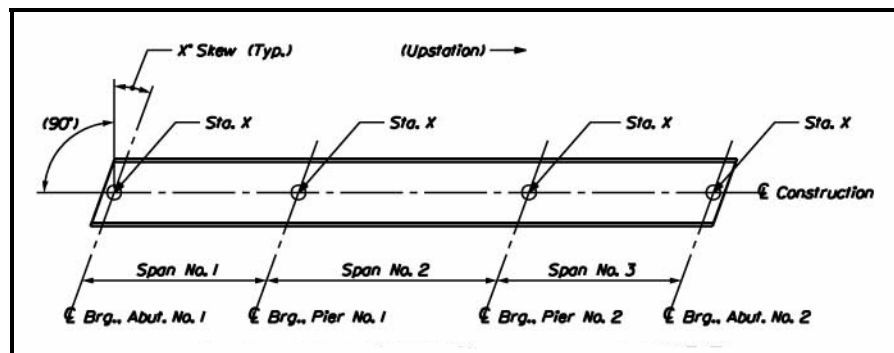 X° Skew (Typ.)
(Upstation)
(90°)
Sta. X
Sta. X
Sta. X
Sta. X
℄ Construction
Span No. 1
Span No. 2
Span No. 3
℄ Brg., Abut. No. 1
℄ Brg., Pier No. 1
℄ Brg., Pier No. 2
℄ Brg., Abut. No. 2